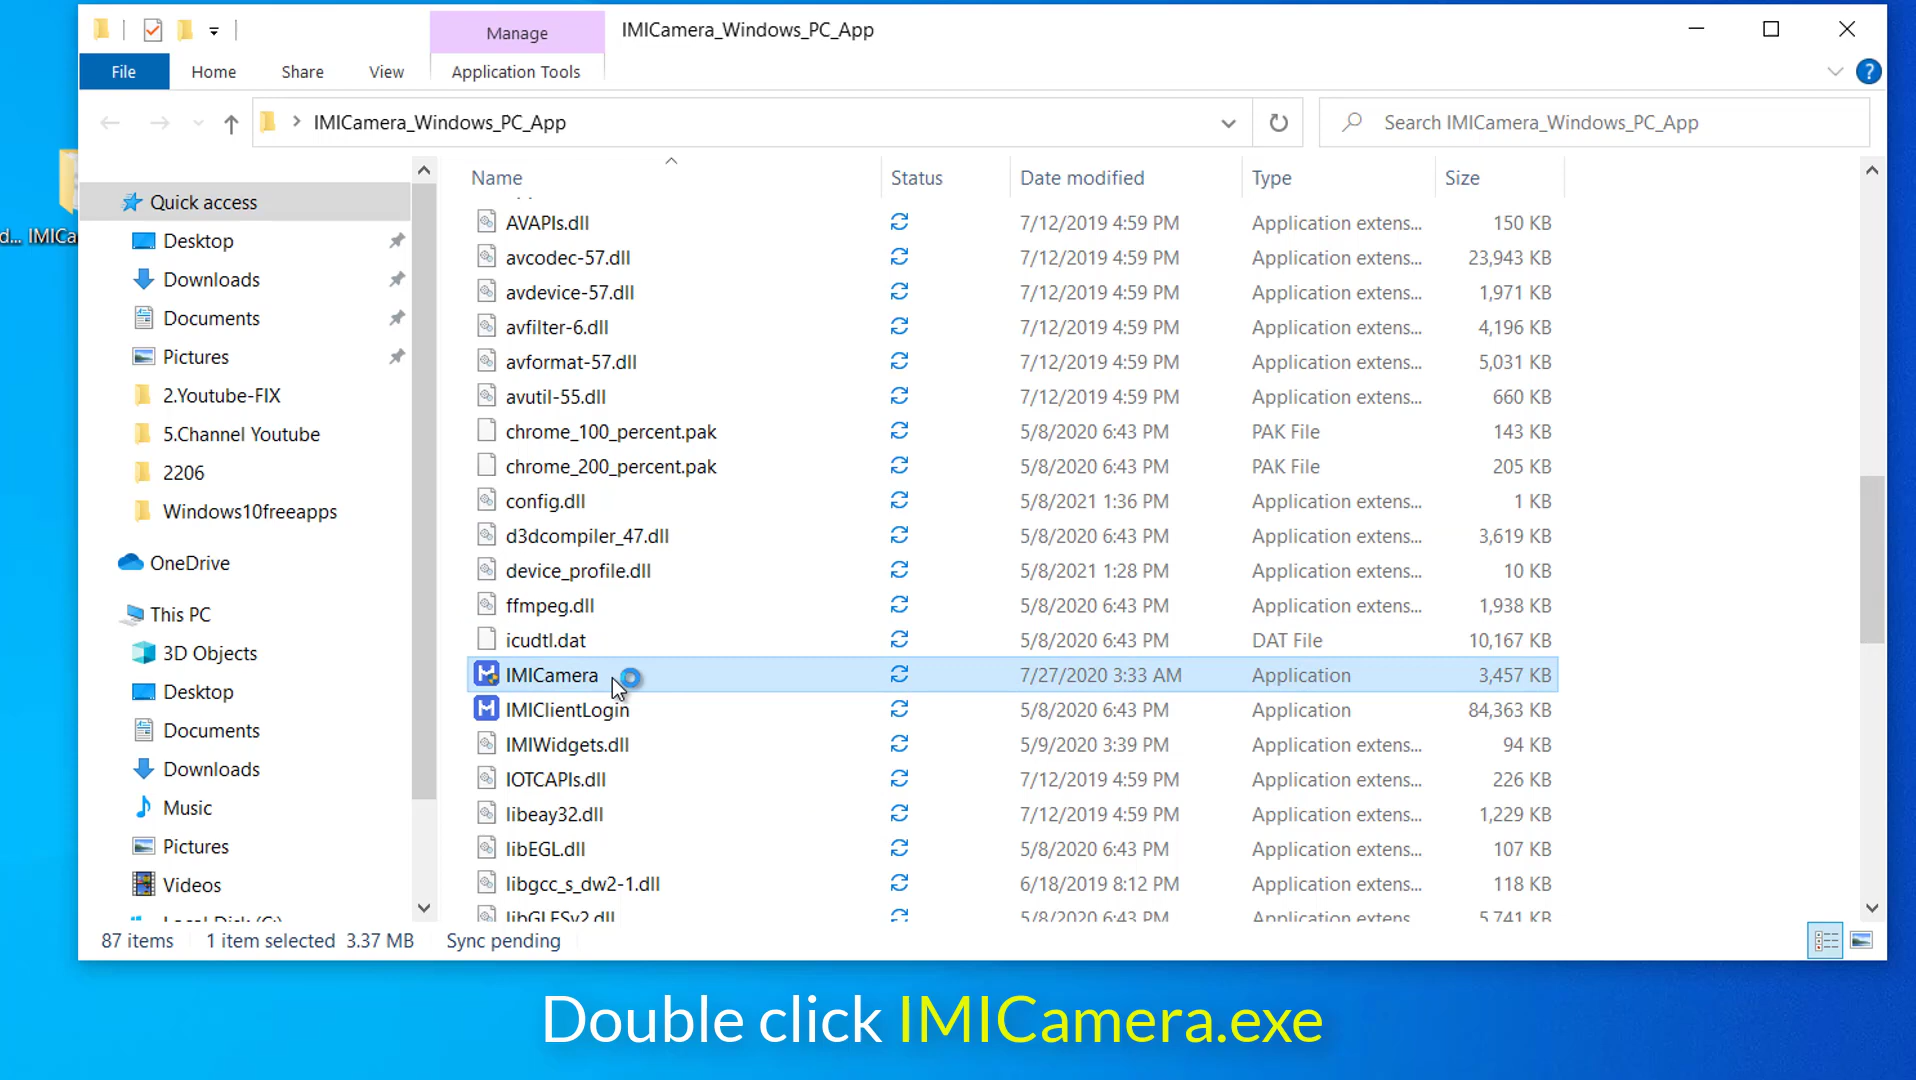 Manage
IMICamera_Windows_PC_App
File
Home
Share
View
Application Tools
?
IMICamera_Windows_PC_App
Search IMICamera_Windows_PC_App
Name
Status
Date modified
Type
Size
Quick access
Desktop
Downloads
Documents
Pictures
2.Youtube-FIX
5.Channel Youtube
2206
Windows10freeapps
OneDrive
This PC
3D Objects
Desktop
Documents
Downloads
Music
Pictures
Videos
Local Disk (C:)
d... IMICa
AVAPIs.dll 7/12/2019 4:59 PM Application extens... 150 KB
avcodec-57.dll 7/12/2019 4:59 PM Application extens... 23,943 KB
avdevice-57.dll 7/12/2019 4:59 PM Application extens... 1,971 KB
avfilter-6.dll 7/12/2019 4:59 PM Application extens... 4,196 KB
avformat-57.dll 7/12/2019 4:59 PM Application extens... 5,031 KB
avutil-55.dll 7/12/2019 4:59 PM Application extens... 660 KB
chrome_100_percent.pak 5/8/2020 6:43 PM PAK File 143 KB
chrome_200_percent.pak 5/8/2020 6:43 PM PAK File 205 KB
config.dll 5/8/2021 1:36 PM Application extens... 1 KB
d3dcompiler_47.dll 5/8/2020 6:43 PM Application extens... 3,619 KB
device_profile.dll 5/8/2021 1:28 PM Application extens... 10 KB
ffmpeg.dll 5/8/2020 6:43 PM Application extens... 1,938 KB
icudtl.dat 5/8/2020 6:43 PM DAT File 10,167 KB
IMICamera 7/27/2020 3:33 AM Application 3,457 KB
IMIClientLogin 5/8/2020 6:43 PM Application 84,363 KB
IMIWidgets.dll 5/9/2020 3:39 PM Application extens... 94 KB
IOTCAPIs.dll 7/12/2019 4:59 PM Application extens... 226 KB
libeay32.dll 7/12/2019 4:59 PM Application extens... 1,229 KB
libEGL.dll 5/8/2020 6:43 PM Application extens... 107 KB
libgcc_s_dw2-1.dll 6/18/2019 8:12 PM Application extens... 118 KB
libGLESv2.dll 5/8/2020 6:43 PM Application extens... 5,741 KB
87 items 1 item selected 3.37 MB Sync pending
Double click IMICamera.exe